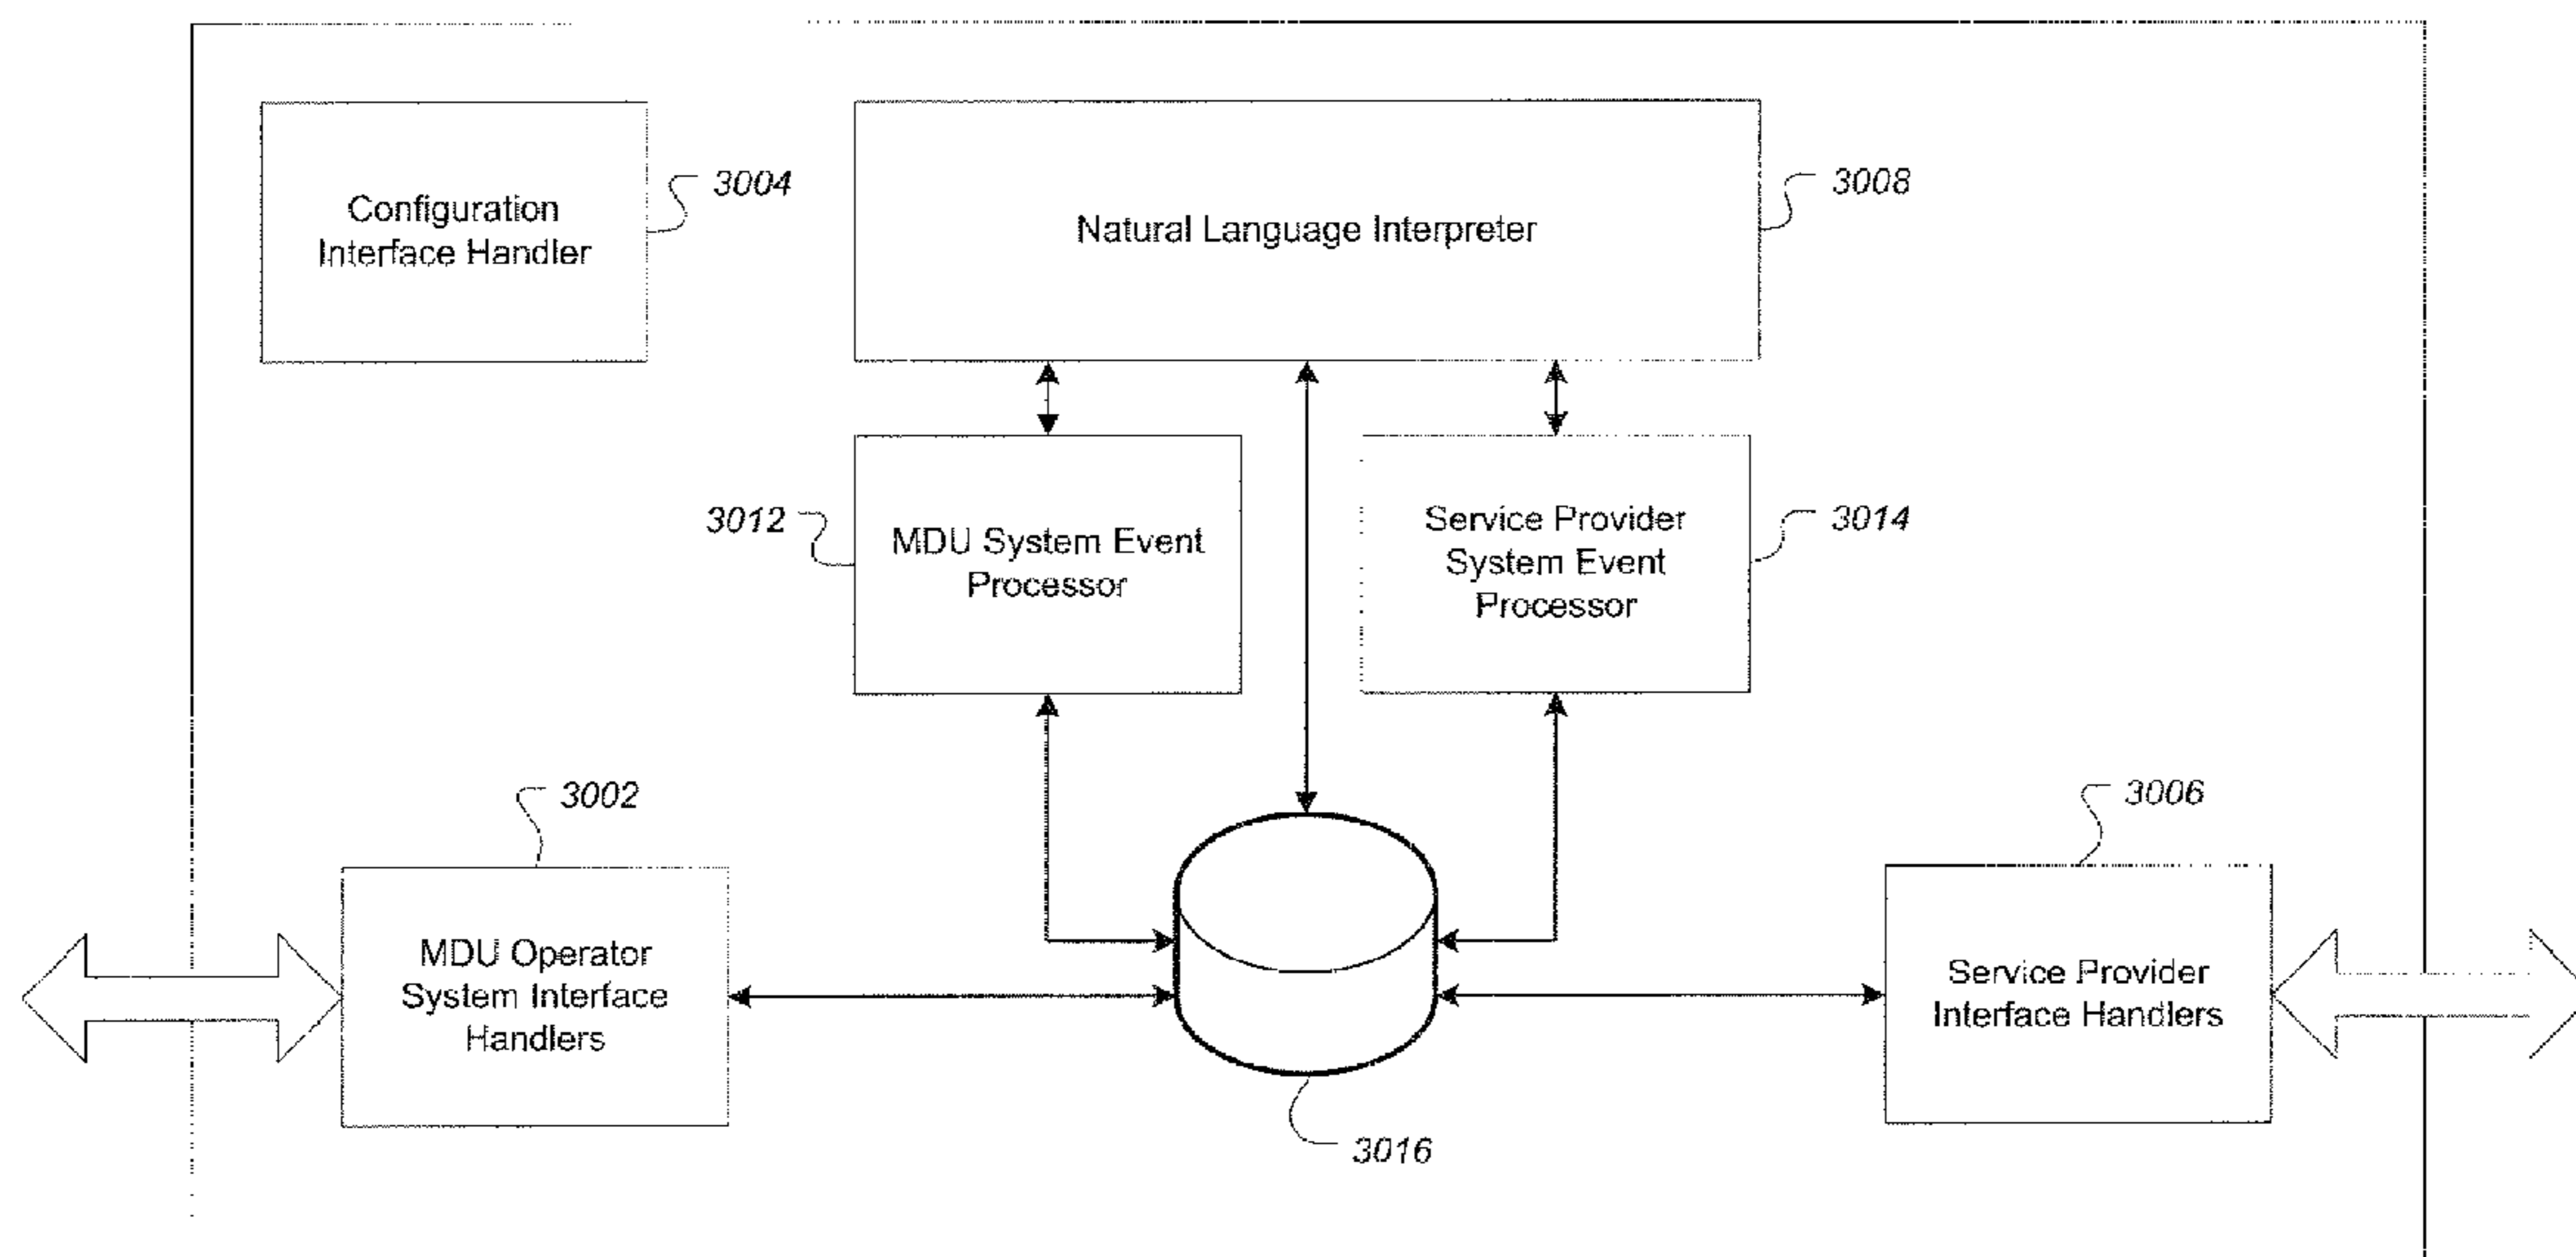 Configuration
Interface Handler
3004
Natural Language Interpreter
3008
3012
MDU System Event
Processor
Service Provider
System Event
Processor
3014
3002
MDU Operator
System Interface
Handlers
3016
3006
Service Provider
Interface Handlers